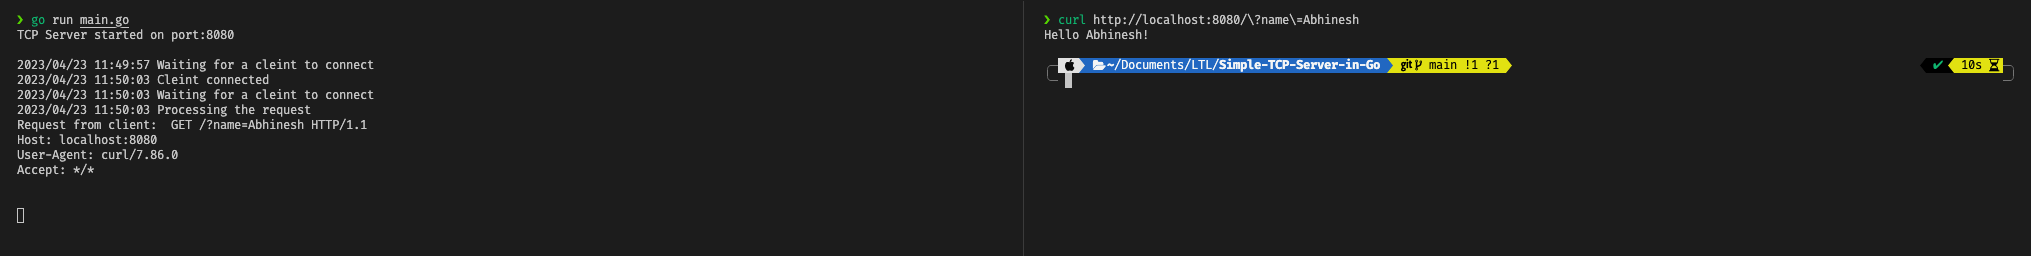 ❯ go run main.go
TCP Server started on port:8080
2023/04/23 11:49:57 Waiting for a cleint to connect
2023/04/23 11:50:03 Cleint connected
2023/04/23 11:50:03 Waiting for a cleint to connect
2023/04/23 11:50:03 Processing the request
Request from client:  GET /?name=Abhinesh HTTP/1.1
Host: localhost:8080
User-Agent: curl/7.86.0
Accept: */*
❯ curl http://localhost:8080/\?name\=Abhinesh
Hello Abhinesh!
~/Documents/LTL/Simple-TCP-Server-in-Go git main !1 ?1 ✔ 10s